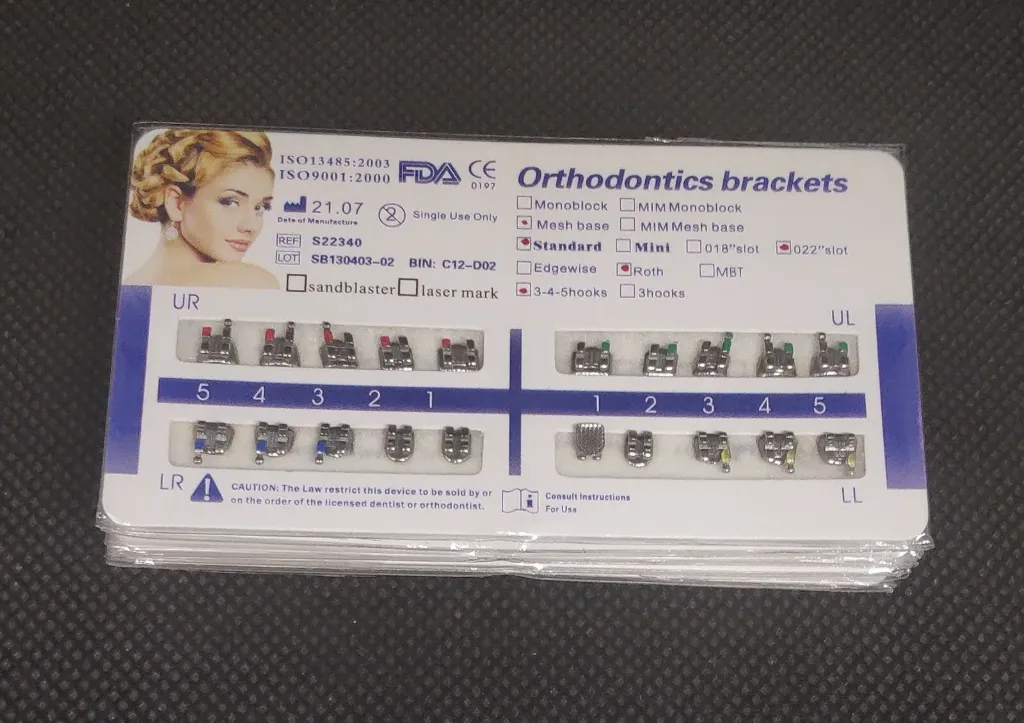 ISO13485:2003
ISO9001:2000
FDA CE
0197
21.07
Date of Manufacture
2 Single Use Only
REF S22340
LOT SB130403-02 BIN: C12-D02
sandblaster laser mark
Orthodontics brackets
Monoblock MIM Monoblock
Mesh base MIM Mesh base
Standard Mini 018"slot 022"slot
Edgewise Roth MBT
3-4-5hooks 3hooks
UR UL
5 4 3 2 1 1 2 3 4 5
LR LL
CAUTION: The Law restrict this device to be sold by or
on the order of the licensed dentist or orthodontist.
i Consult Instructions
For Use